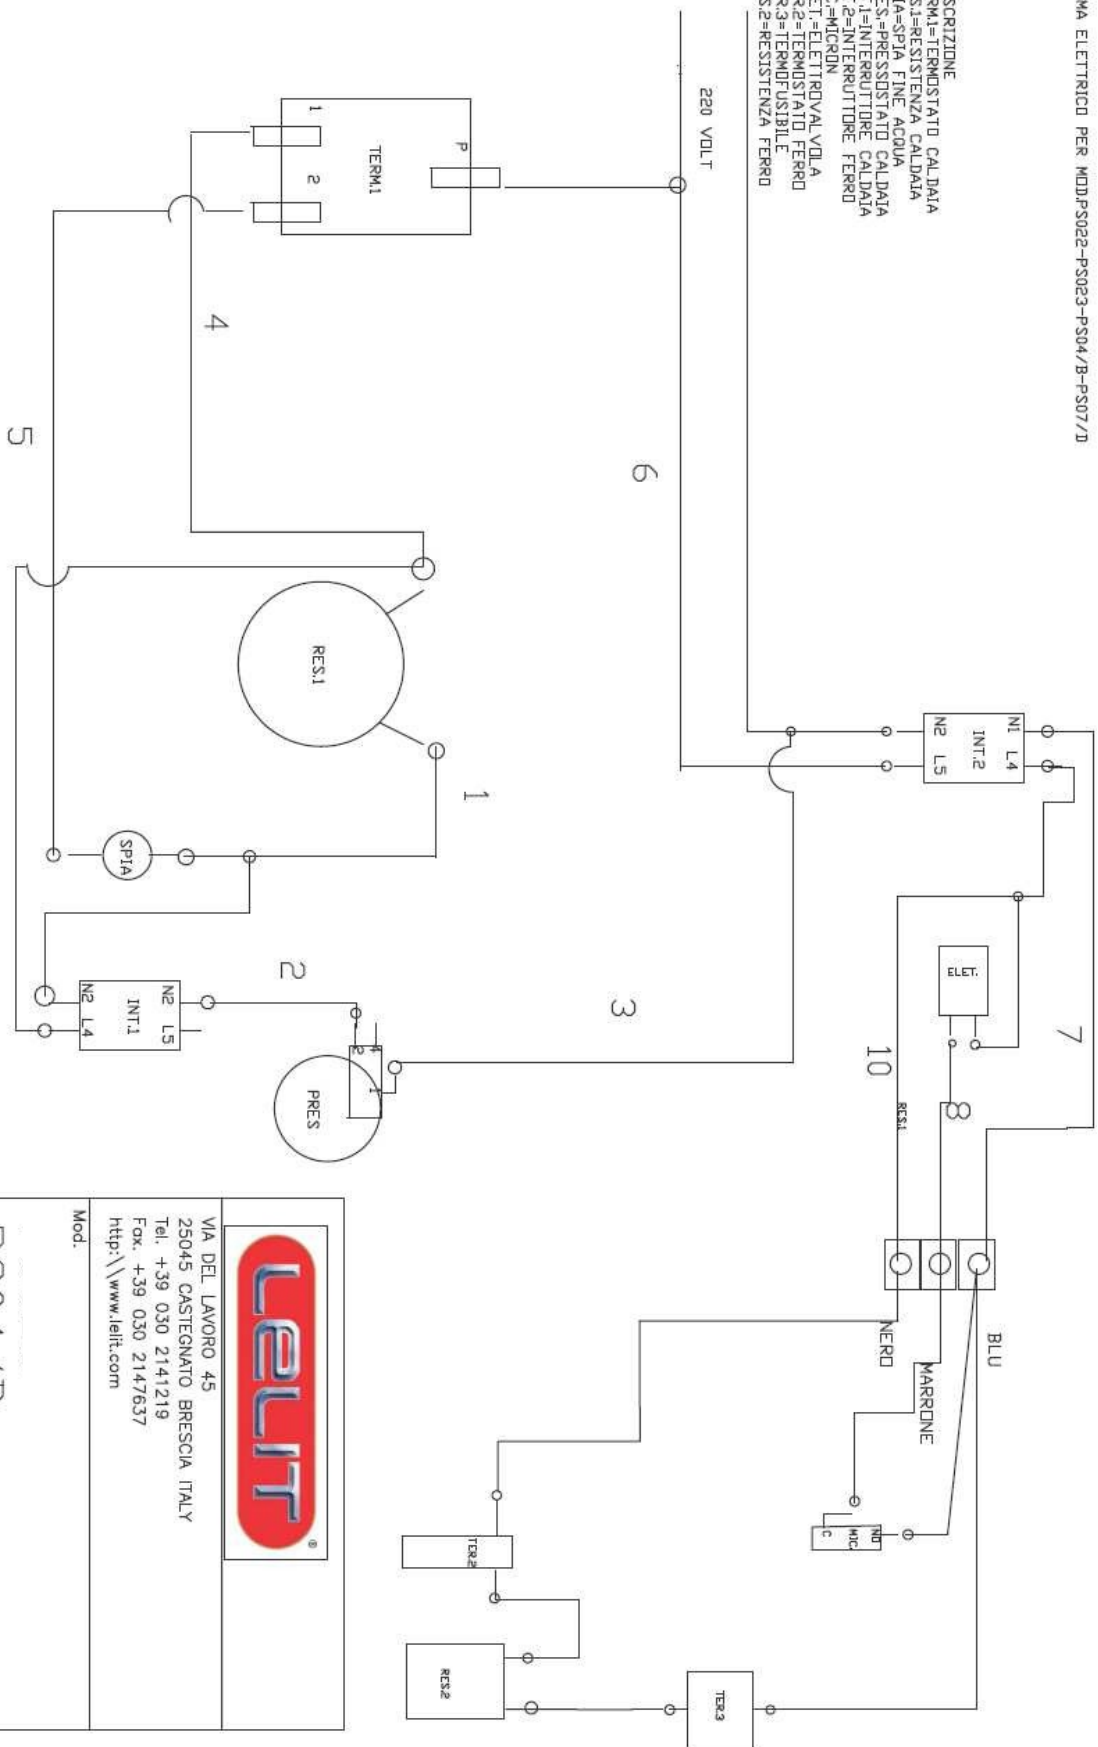 MA ELETTRICO PER MOD.PS022-PS023-PS04/B-PS07/D
SCRIZIONE
RM.1=TERMOSTATO CALDAIA
S.1=RESISTENZA CALDAIA
IA=SPIA FINE ACQUA
ES.=PRESSOSTATO CALDAIA
.1=INTERRUTTORE CALDAIA
.2=INTERRUTTORE FERRO
.=MICRON
ET.=ELETTROVALVOLA
R.2=TERMOSTATO FERRO
R.3=TERMOFUSIBILE
S.2=RESISTENZA FERRO
220 VOLT
P
TERM.1
1
2
4
5
6
RES.1
1
SPIA
N1 L4
INT.2
N2 L5
ELET.
7
8
10
RES.1
3
2
N2 L5
INT.1
N2 L4
4
2
1
PRES
BLU
MARRONE
NERO
NO
MIC.
C
TER.2
RES.2
TER.3
LELIT®
VIA DEL LAVORO 45
25045 CASTEGNATO BRESCIA ITALY
Tel. +39 030 2141219
Fax. +39 030 2147637
http:\\www.lelit.com
Mod.